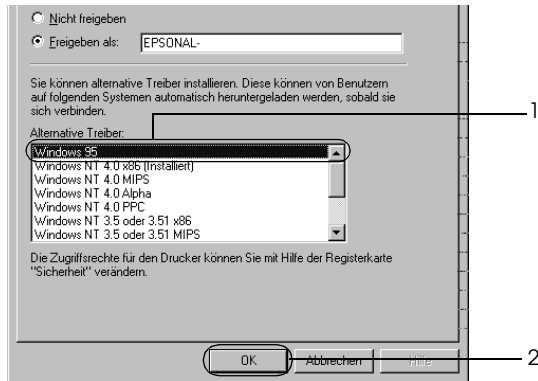 Nicht freigeben
Freigeben als: EPSONAL-
Sie können alternative Treiber installieren. Diese können von Benutzern
auf folgenden Systemen automatisch heruntergeladen werden, sobald sie
sich verbinden.
1
Alternative Treiber:
Windows 95
Windows NT 4.0 x86 (Installiert)
Windows NT 4.0 MIPS
Windows NT 4.0 Alpha
Windows NT 4.0 PPC
Windows NT 3.5 oder 3.51 x86
Windows NT 3.5 oder 3.51 MIPS
Die Zugriffsrechte für den Drucker können Sie mit Hilfe der Registerkarte
"Sicherheit" verändern.
OK Abbrechen Hilfe 2